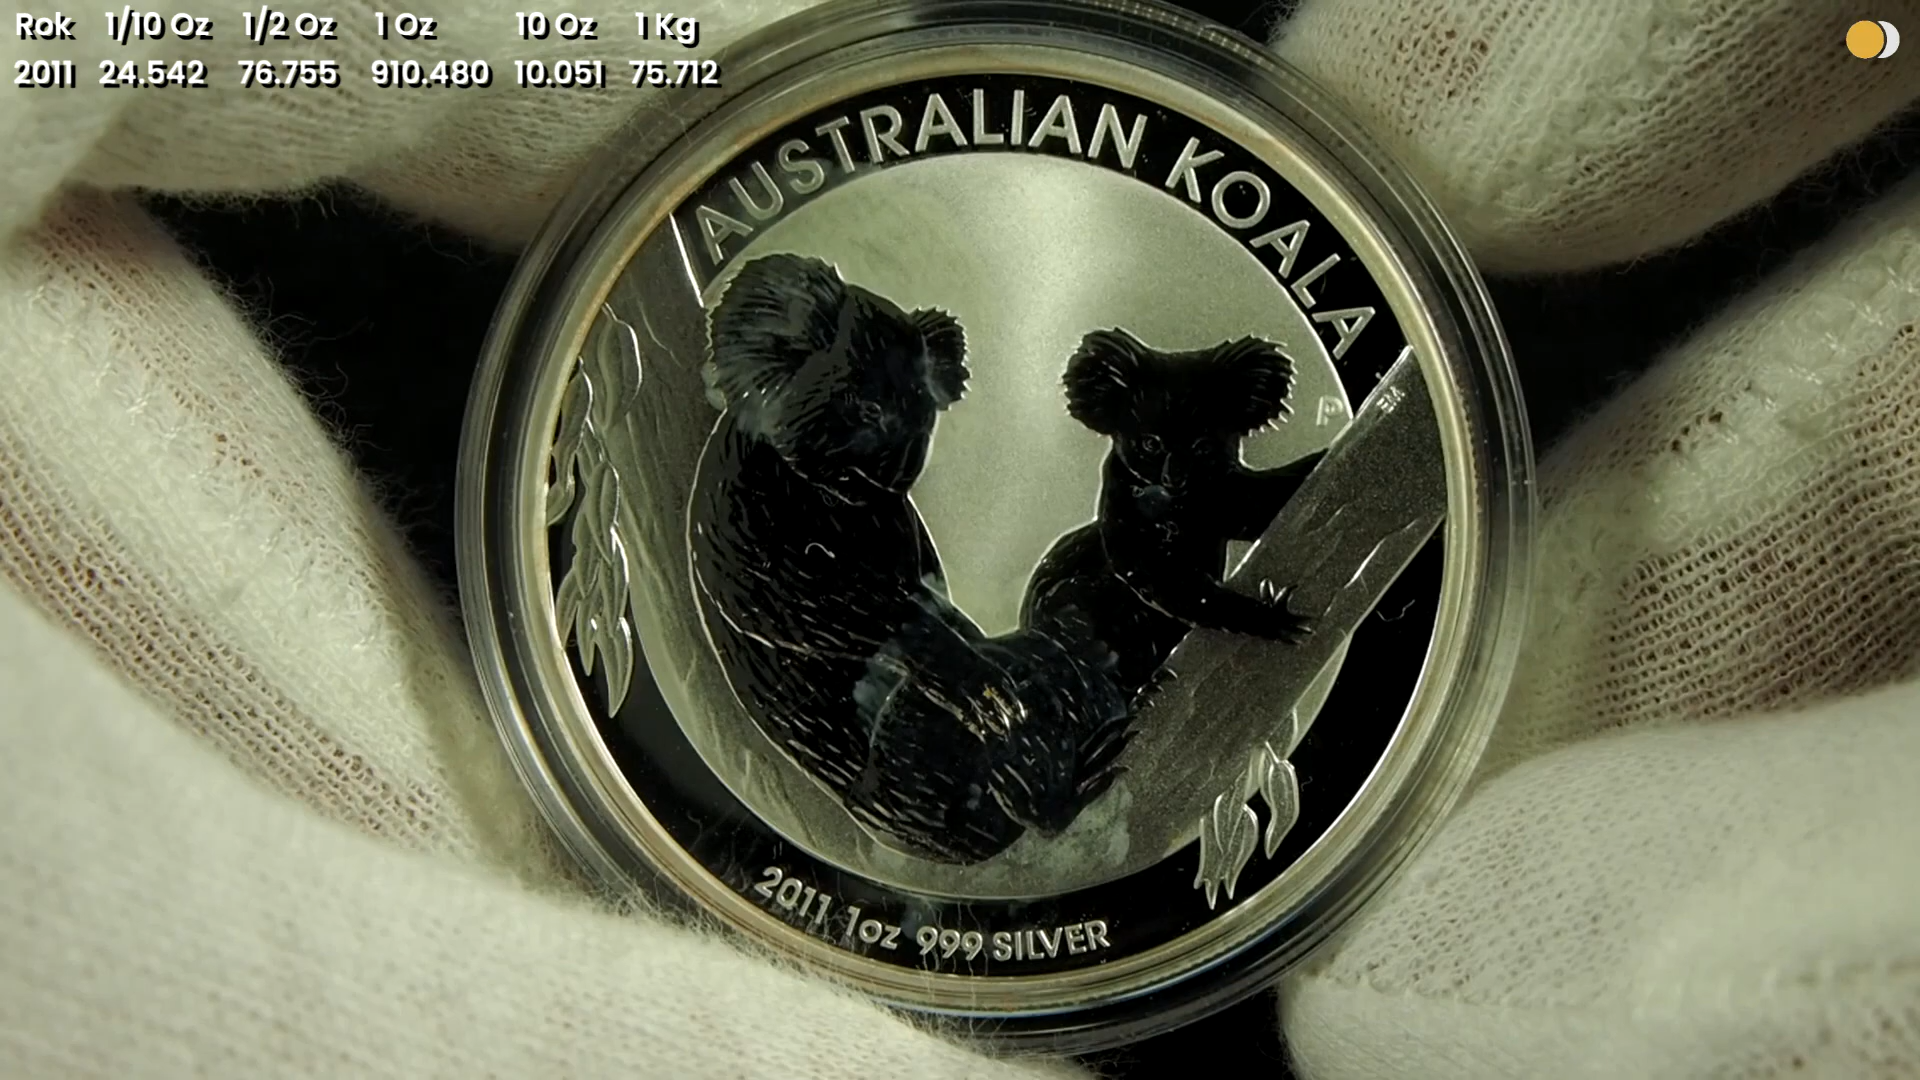 Rok 1/10 Oz 1/2 Oz 1 Oz 10 Oz 1 Kg
2011 24.542 76.755 910.480 10.051 75.712
AUSTRALIAN KOALA
P
EM
2011 1oz 999 SILVER